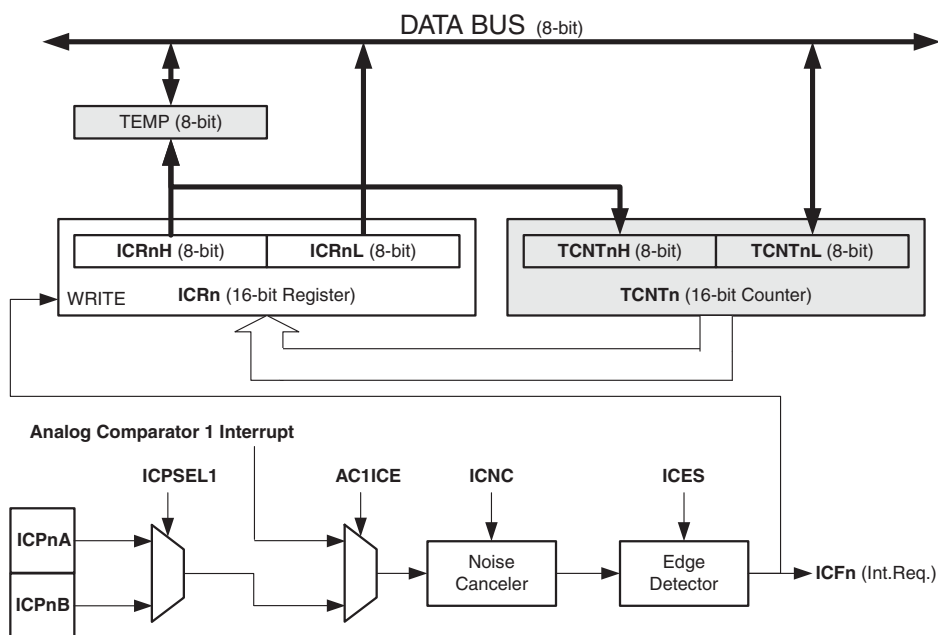 DATA BUS (8-bit)
TEMP (8-bit)
ICRnH (8-bit)
ICRnL (8-bit)
TCNTnH (8-bit)
TCNTnL (8-bit)
WRITE
ICRn (16-bit Register)
TCNTn (16-bit Counter)
Analog Comparator 1 Interrupt
ICPSEL1
AC1ICE
ICNC
ICES
ICPnA
ICPnB
Noise
Canceler
Edge
Detector
ICFn (Int.Req.)